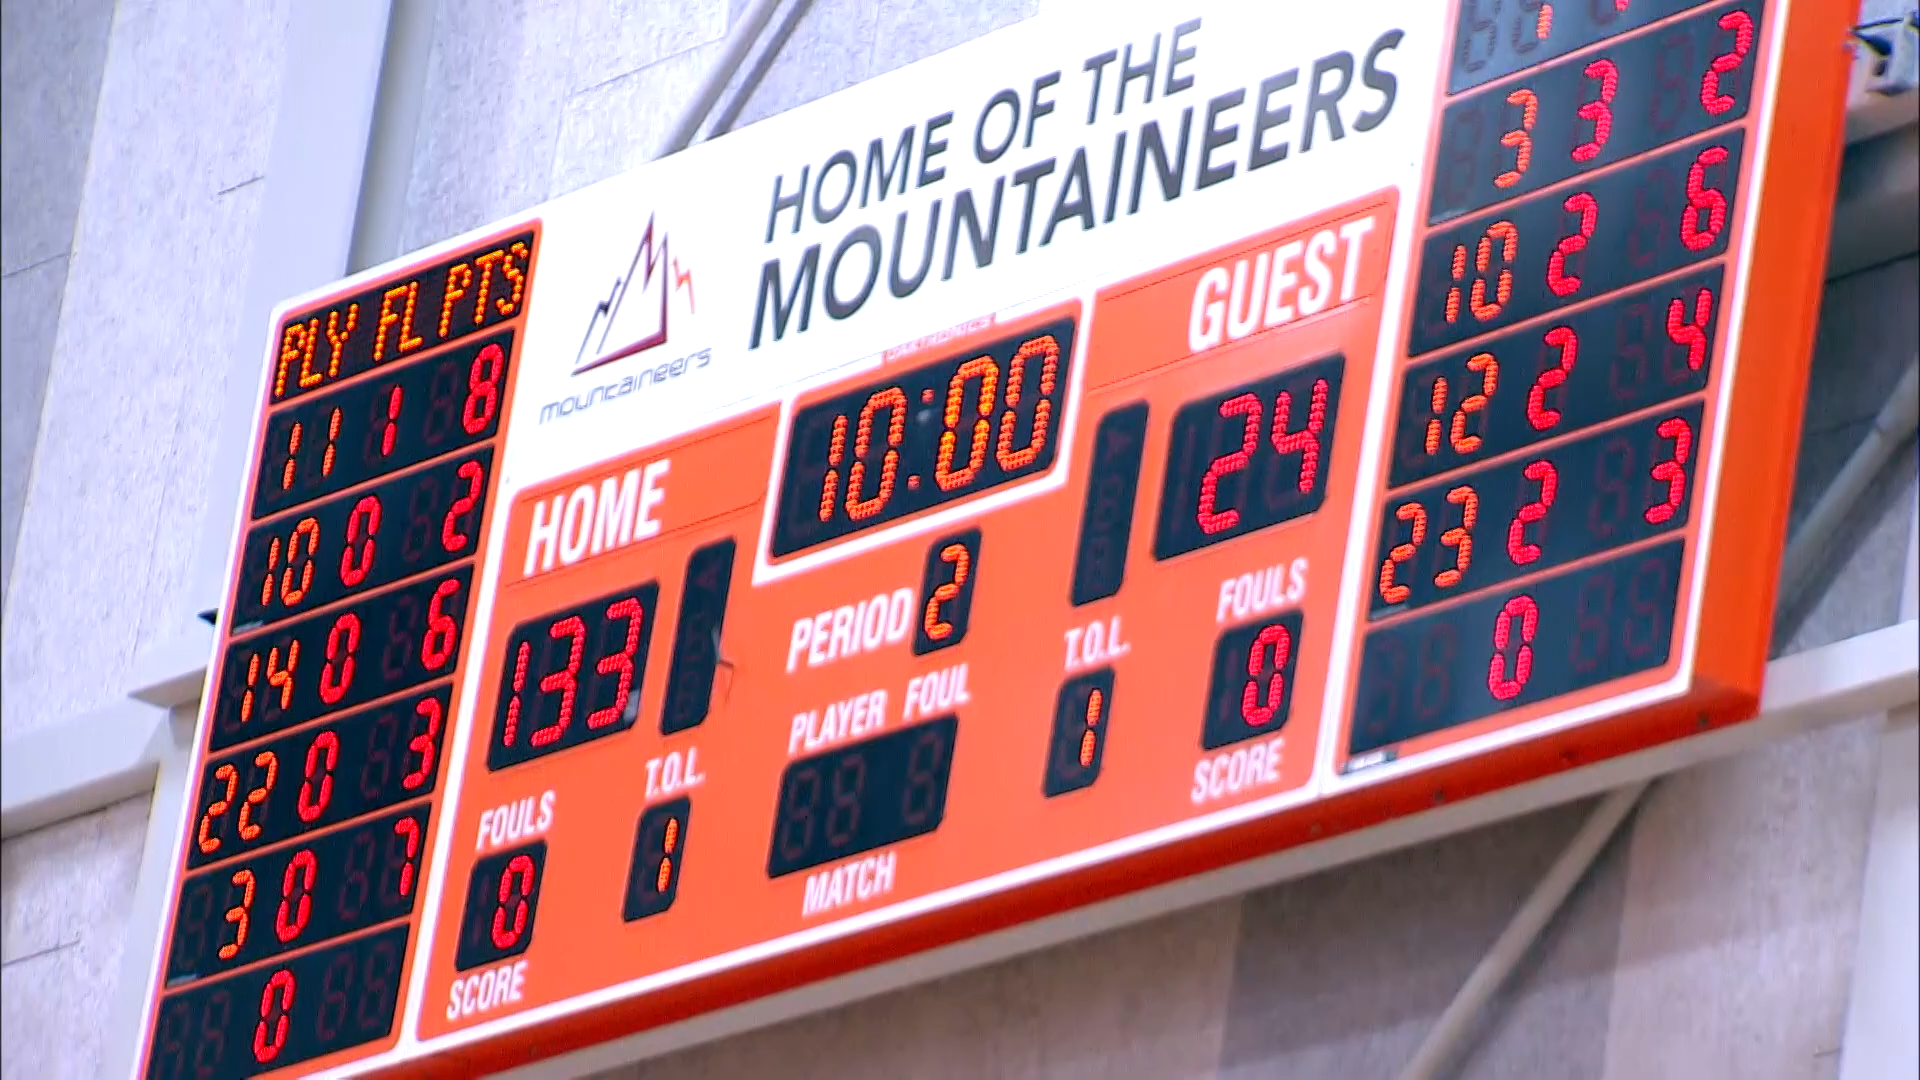 HOME OF THE
MOUNTAINEERS
mountaineers
DAKTRONICS
PLY FL PTS
11 1 8
10 0 2
14 0 6
22 0 3
3 0 7
0
HOME
133
10:00
GUEST
24
PERIOD 2
PLAYER FOUL
MATCH
FOULS
0
SCORE
T.O.L.
1
T.O.L.
1
FOULS
0
SCORE
3 3 2
10 2 6
12 2 4
23 2 3
0